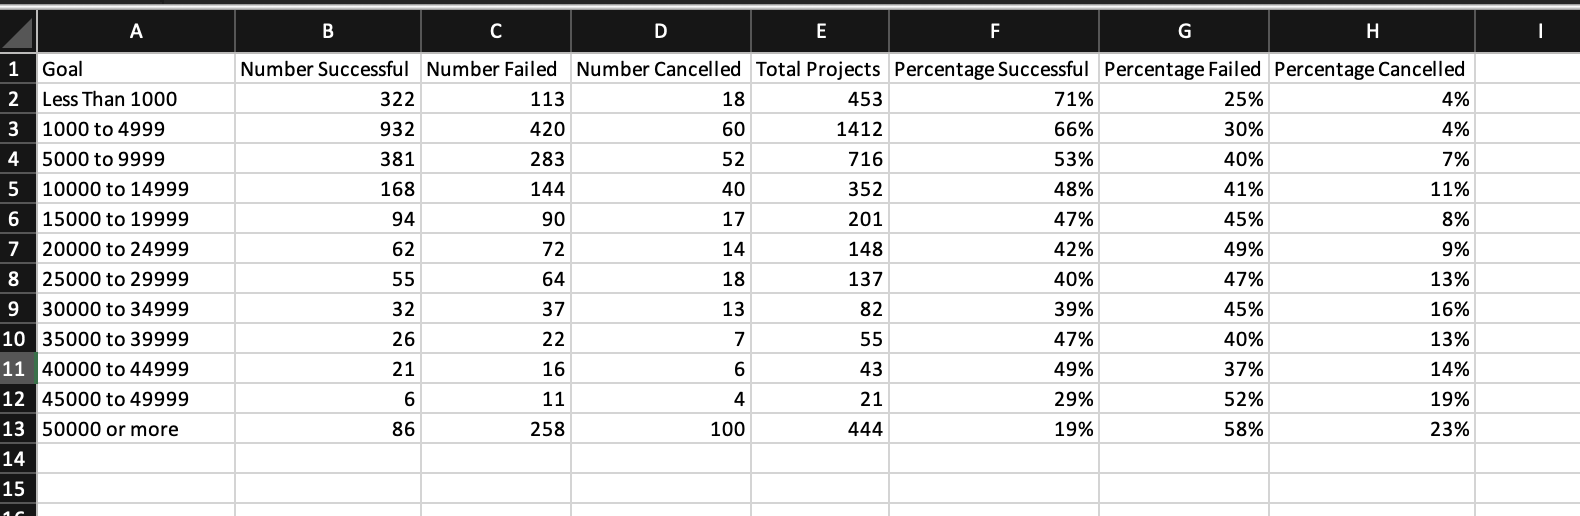 A B C D E F G H I
1 Goal Number Successful Number Failed Number Cancelled Total Projects Percentage Successful Percentage Failed Percentage Cancelled
2 Less Than 1000 322 113 18 453 71% 25% 4%
3 1000 to 4999 932 420 60 1412 66% 30% 4%
4 5000 to 9999 381 283 52 716 53% 40% 7%
5 10000 to 14999 168 144 40 352 48% 41% 11%
6 15000 to 19999 94 90 17 201 47% 45% 8%
7 20000 to 24999 62 72 14 148 42% 49% 9%
8 25000 to 29999 55 64 18 137 40% 47% 13%
9 30000 to 34999 32 37 13 82 39% 45% 16%
10 35000 to 39999 26 22 7 55 47% 40% 13%
11 40000 to 44999 21 16 6 43 49% 37% 14%
12 45000 to 49999 6 11 4 21 29% 52% 19%
13 50000 or more 86 258 100 444 19% 58% 23%
14
15